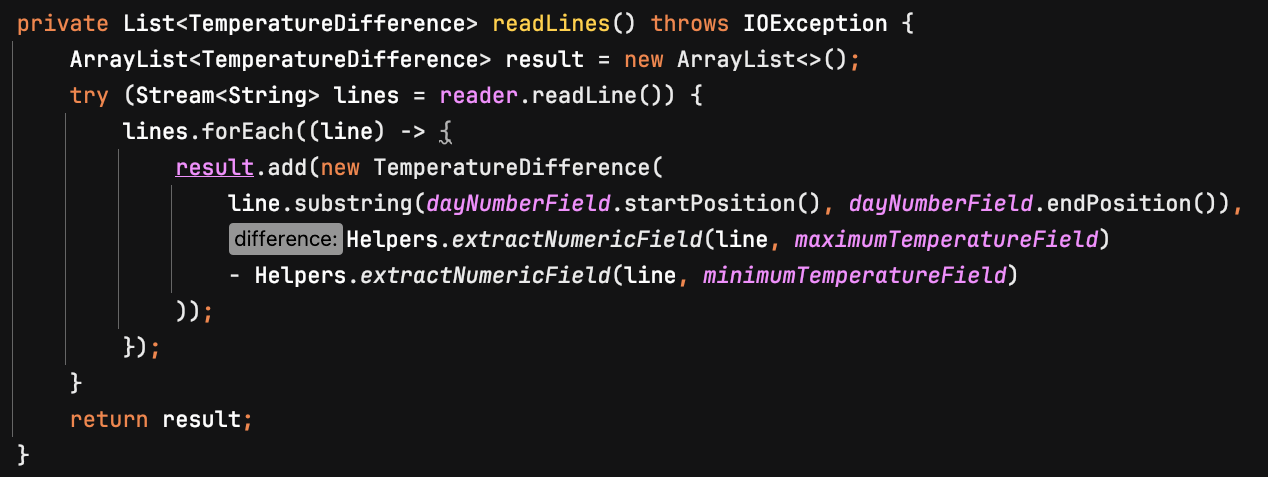 private List<TemperatureDifference> readLines() throws IOException {
    ArrayList<TemperatureDifference> result = new ArrayList<>();
    try (Stream<String> lines = reader.readLine()) {
        lines.forEach((line) -> {
            result.add(new TemperatureDifference(
                line.substring(dayNumberField.startPosition(), dayNumberField.endPosition()),
                difference: Helpers.extractNumericField(line, maximumTemperatureField)
                - Helpers.extractNumericField(line, minimumTemperatureField)
            ));
        });
    }
    return result;
}